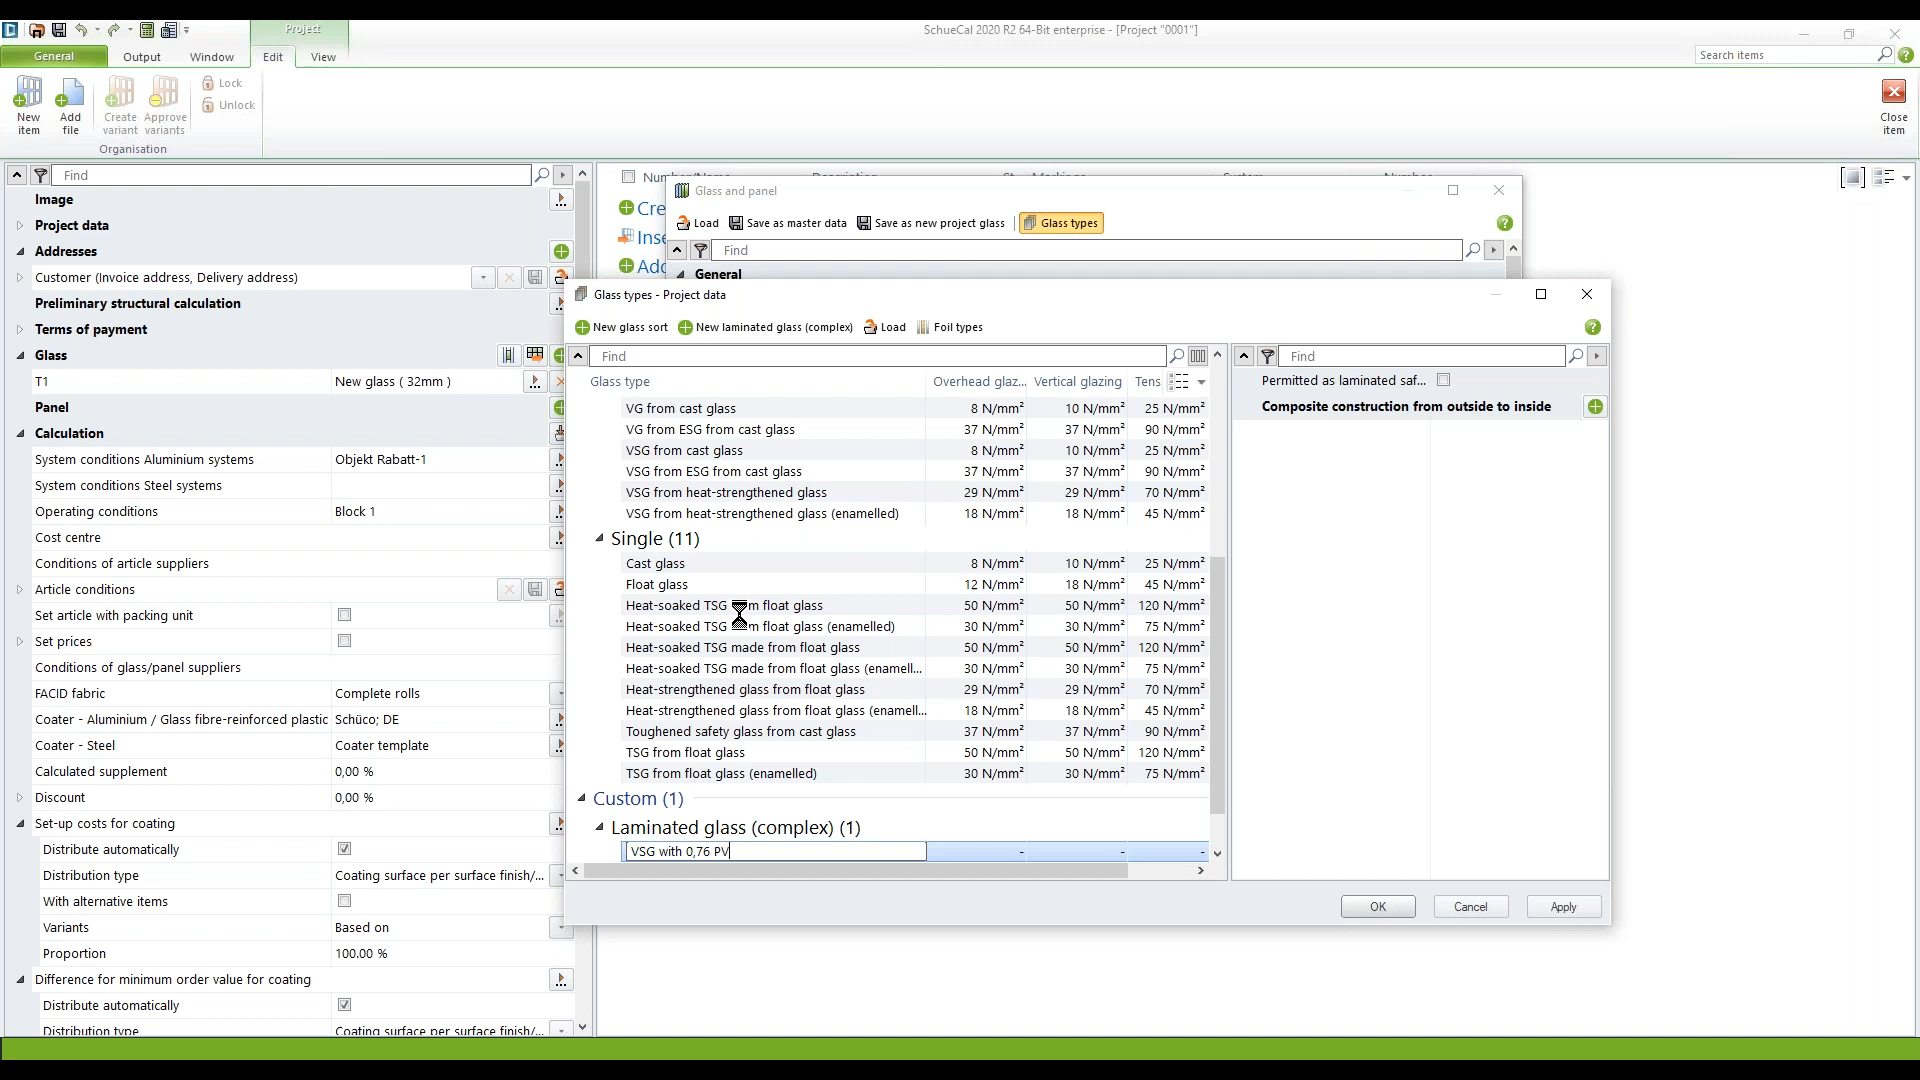 Project
SchueCal 2020 R2 64-Bit enterprise - [Project "0001"]
General
Output
Window
Edit
View
Search items
New item
Add file
Create variant
Approve variants
Lock
Unlock
Organisation
Close item
Find
Image
Project data
Addresses
Customer (Invoice address, Delivery address)
Preliminary structural calculation
Terms of payment
Glass
T1 New glass ( 32mm )
Panel
Calculation
System conditions Aluminium systems Objekt Rabatt-1
System conditions Steel systems
Operating conditions Block 1
Cost centre
Conditions of article suppliers
Article conditions
Set article with packing unit
Set prices
Conditions of glass/panel suppliers
FACID fabric Complete rolls
Coater - Aluminium / Glass fibre-reinforced plastic Schüco; DE
Coater - Steel Coater template
Calculated supplement 0,00 %
Discount 0,00 %
Set-up costs for coating
Distribute automatically
Distribution type Coating surface per surface finish/...
With alternative items
Variants Based on
Proportion 100.00 %
Difference for minimum order value for coating
Distribute automatically
Distribution type Coating surface per surface finish/...
Glass and panel
Load Save as master data Save as new project glass Glass types
Find
General
Glass types - Project data
New glass sort New laminated glass (complex) Load Foil types
Find
Glass type Overhead glaz... Vertical glazing Tens
VG from cast glass 8 N/mm² 10 N/mm² 25 N/mm²
VG from ESG from cast glass 37 N/mm² 37 N/mm² 90 N/mm²
VSG from cast glass 8 N/mm² 10 N/mm² 25 N/mm²
VSG from ESG from cast glass 37 N/mm² 37 N/mm² 90 N/mm²
VSG from heat-strengthened glass 29 N/mm² 29 N/mm² 70 N/mm²
VSG from heat-strengthened glass (enamelled) 18 N/mm² 18 N/mm² 45 N/mm²
Single (11)
Cast glass 8 N/mm² 10 N/mm² 25 N/mm²
Float glass 12 N/mm² 18 N/mm² 45 N/mm²
Heat-soaked TSG float glass 50 N/mm² 50 N/mm² 120 N/mm²
Heat-soaked TSG float glass (enamelled) 30 N/mm² 30 N/mm² 75 N/mm²
Heat-soaked TSG made from float glass 50 N/mm² 50 N/mm² 120 N/mm²
Heat-soaked TSG made from float glass (enamell... 30 N/mm² 30 N/mm² 75 N/mm²
Heat-strengthened glass from float glass 29 N/mm² 29 N/mm² 70 N/mm²
Heat-strengthened glass from float glass (enamell... 18 N/mm² 18 N/mm² 45 N/mm²
Toughened safety glass from cast glass 37 N/mm² 37 N/mm² 90 N/mm²
TSG from float glass 50 N/mm² 50 N/mm² 120 N/mm²
TSG from float glass (enamelled) 30 N/mm² 30 N/mm² 75 N/mm²
Custom (1)
Laminated glass (complex) (1)
VSG with 0,76 PV - - -
Find
Permitted as laminated saf...
Composite construction from outside to inside
OK
Cancel
Apply